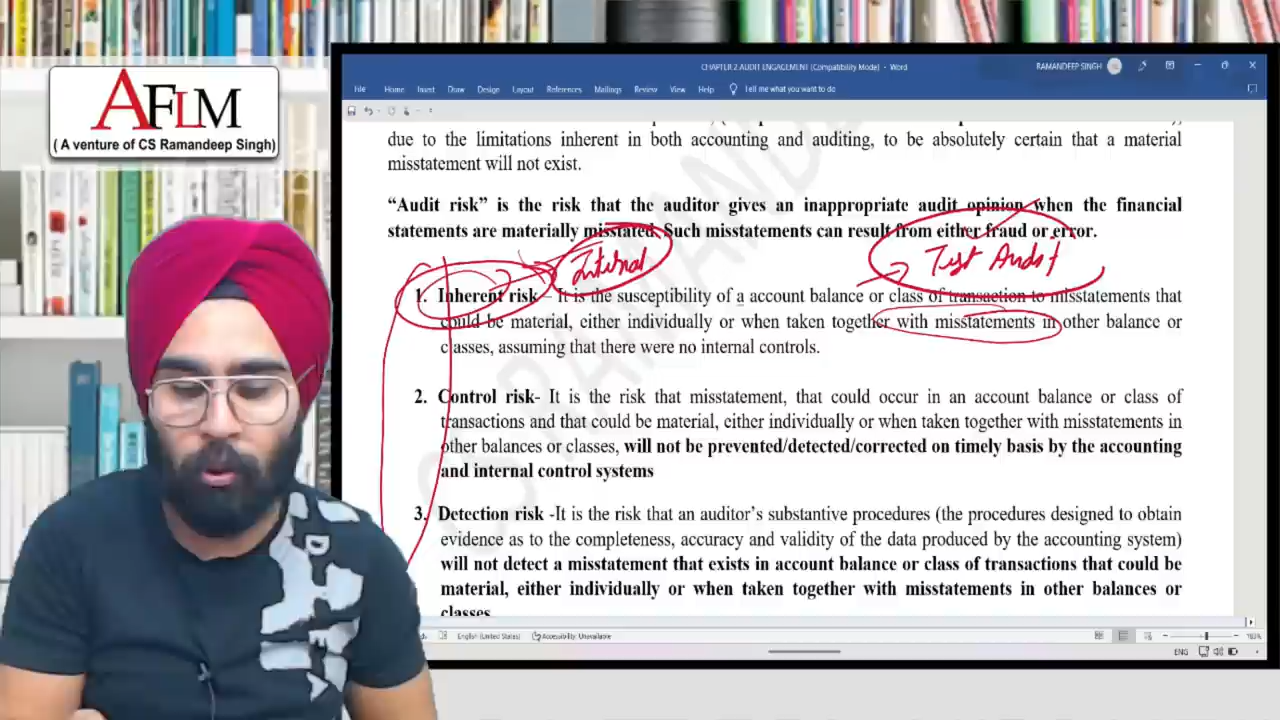 AFLM
( A venture of CS Ramandeep Singh)
CHAPTER 2 AUDIT ENGAGEMENT [Compatibility Mode] - Word
RAMANDEEP SINGH
File Home Insert Draw Design Layout References Mailings Review View Help Tell me what you want to do
due to the limitations inherent in both accounting and auditing, to be absolutely certain that a material
misstatement will not exist.
“Audit risk” is the risk that the auditor gives an inappropriate audit opinion when the financial
statements are materially misstated. Such misstatements can result from either fraud or error.
Internal
Test Audit
1. Inherent risk – It is the susceptibility of a account balance or class of transaction to misstatements that
could be material, either individually or when taken together with misstatements in other balance or
classes, assuming that there were no internal controls.
2. Control risk- It is the risk that misstatement, that could occur in an account balance or class of
transactions and that could be material, either individually or when taken together with misstatements in
other balances or classes, will not be prevented/detected/corrected on timely basis by the accounting
and internal control systems
3. Detection risk -It is the risk that an auditor’s substantive procedures (the procedures designed to obtain
evidence as to the completeness, accuracy and validity of the data produced by the accounting system)
will not detect a misstatement that exists in account balance or class of transactions that could be
material, either individually or when taken together with misstatements in other balances or
classes
English (United States) Accessibility: Unavailable
ENG